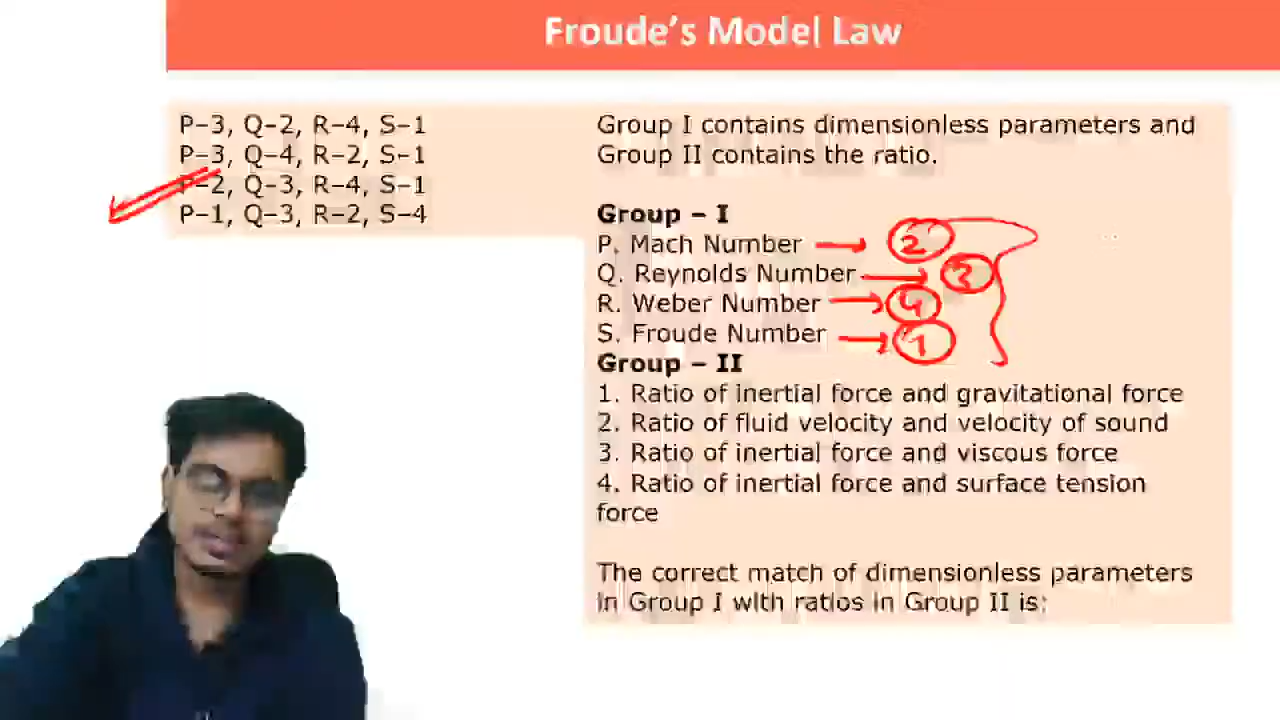 Froude's Model Law
P-3, Q-2, R-4, S-1
P-3, Q-4, R-2, S-1
P-2, Q-3, R-4, S-1
P-1, Q-3, R-2, S-4
Group I contains dimensionless parameters and
Group II contains the ratio.
Group – I
P. Mach Number → 2
Q. Reynolds Number → 3
R. Weber Number → 4
S. Froude Number → 1
Group – II
1. Ratio of inertial force and gravitational force
2. Ratio of fluid velocity and velocity of sound
3. Ratio of inertial force and viscous force
4. Ratio of inertial force and surface tension
force
The correct match of dimensionless parameters
in Group I with ratios in Group II is: